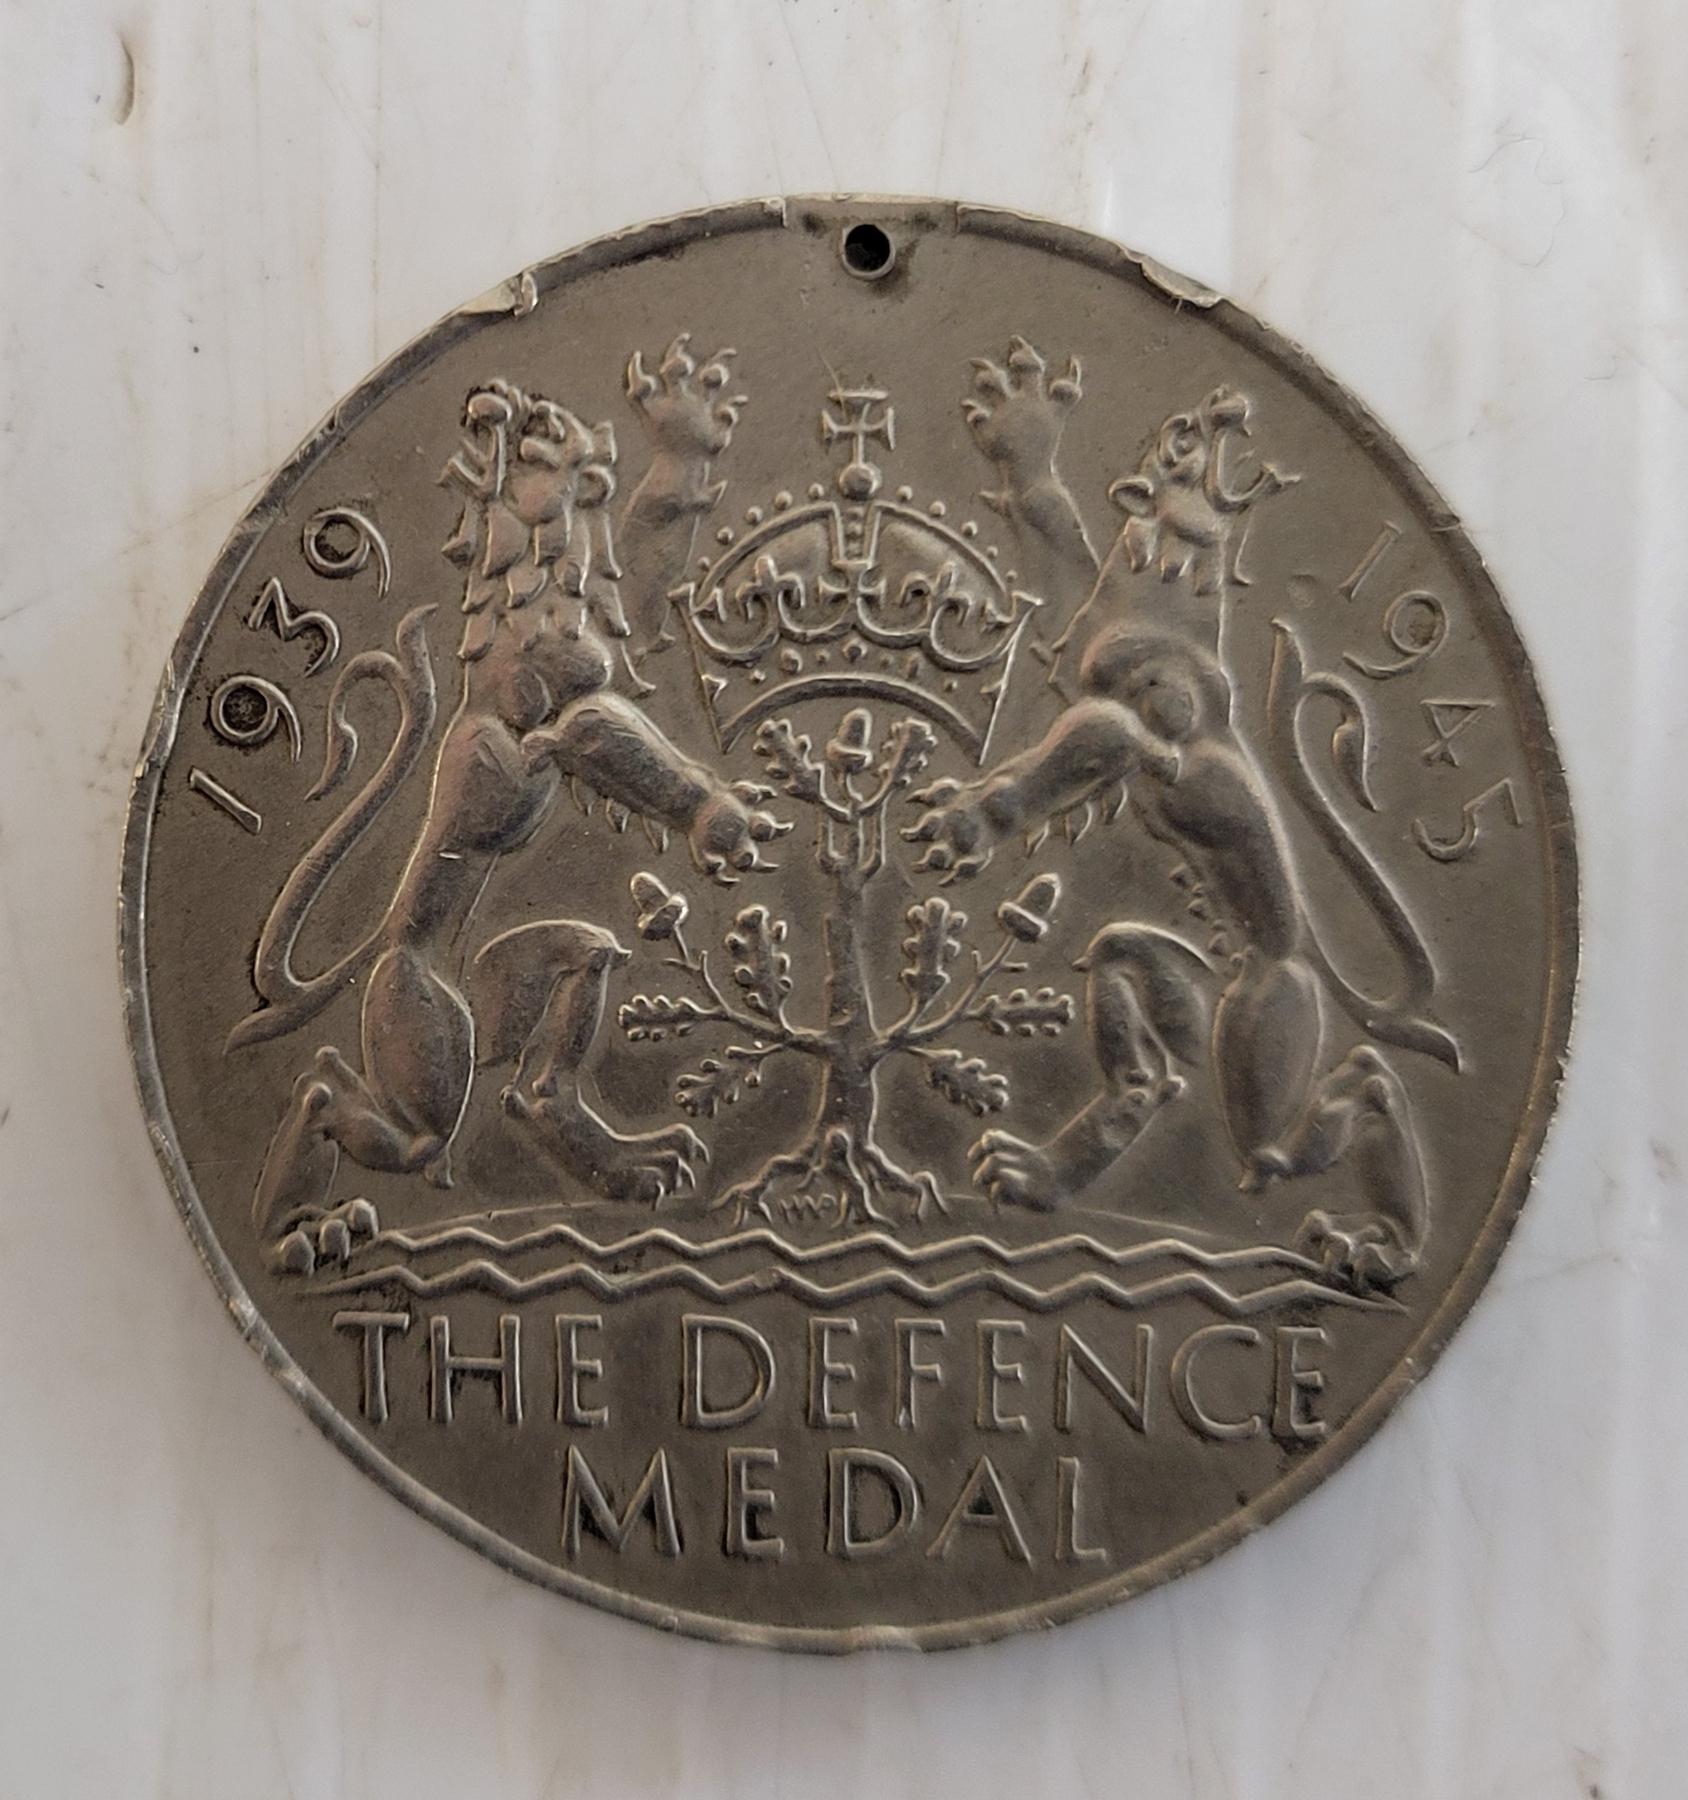 1939
1945
THE DEFENCE
MEDAL